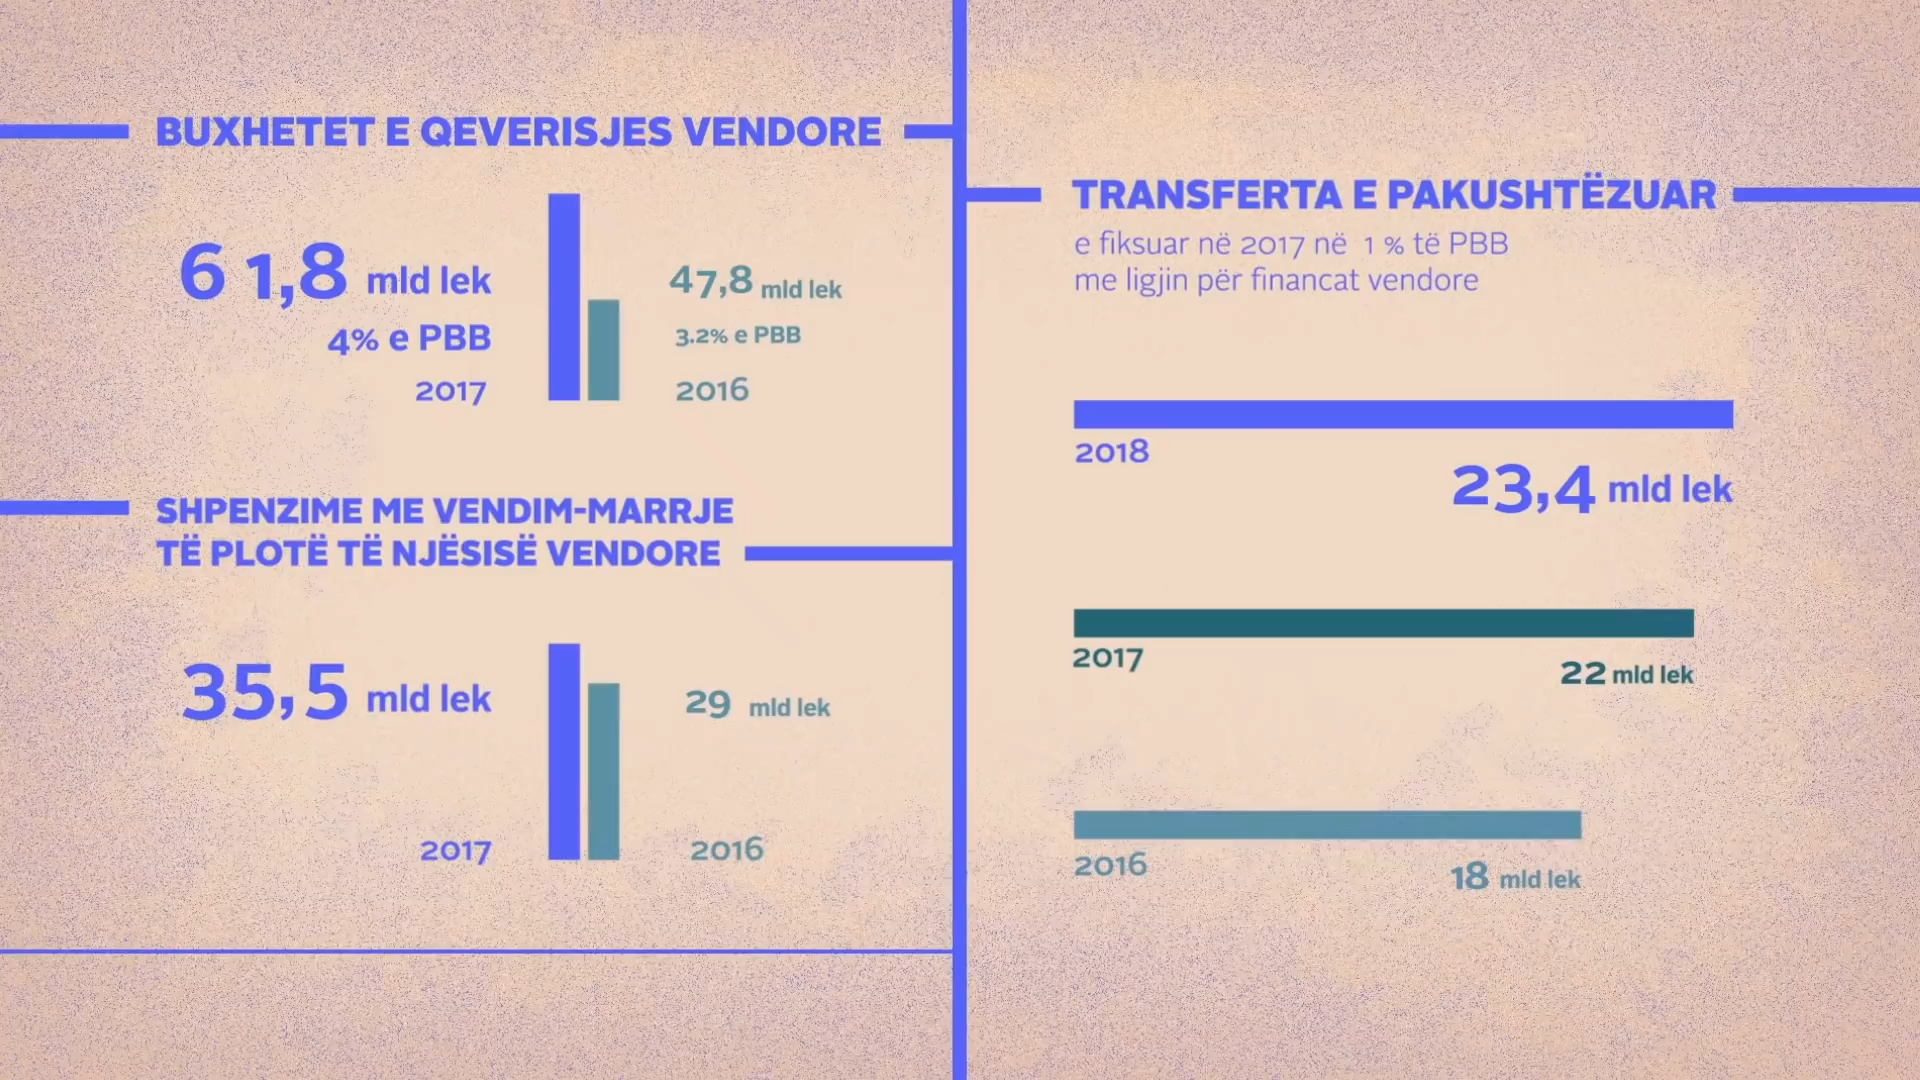 BUXHETET E QEVERISJES VENDORE
61,8 mld lek
4% e PBB
2017
47,8 mld lek
3.2% e PBB
2016
SHPENZIME ME VENDIM-MARRJE
TË PLOTË TË NJËSISË VENDORE
35,5 mld lek
2017
29 mld lek
2016
TRANSFERTA E PAKUSHTËZUAR
e fiksuar në 2017 në 1 % të PBB
me ligjin për financat vendore
2018
23,4 mld lek
2017
22 mld lek
2016
18 mld lek